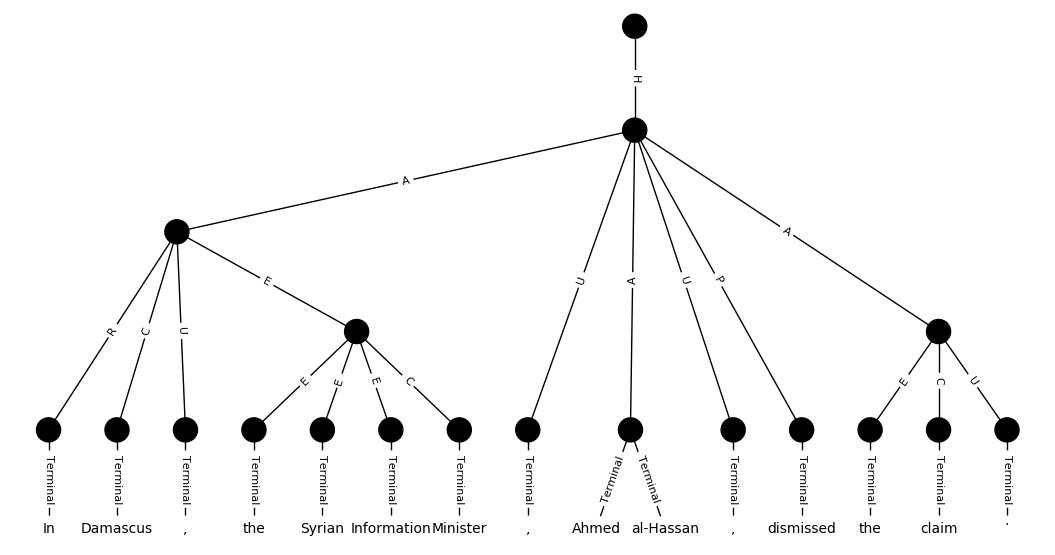 H
A
A
E
U
A
U
P
R
C
U
E
E
E
C
E
C
U
Terminal Terminal Terminal Terminal Terminal Terminal Terminal Terminal Terminal Terminal Terminal Terminal Terminal Terminal Terminal
In Damascus , the Syrian Information Minister , Ahmed al-Hassan , dismissed the claim .